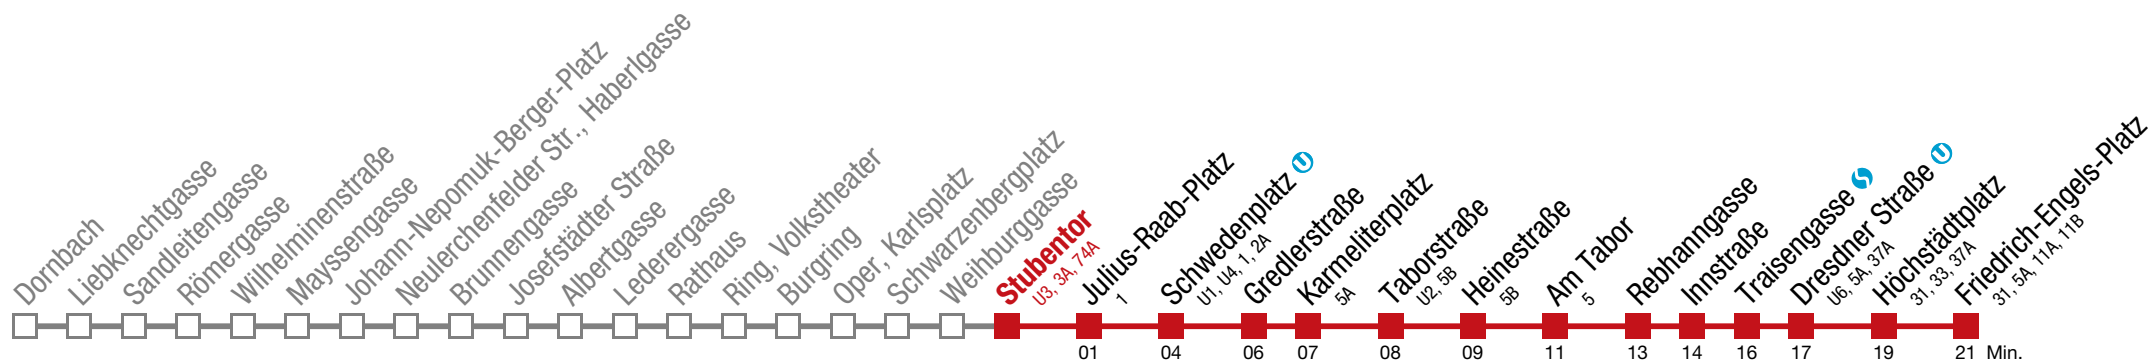 Dornbach
Liebknechtgasse
Sandleitengasse
Römergasse
Wilhelminenstraße
Mayssengasse
Johann-Nepomuk-Berger-Platz
Neulerchenfelder Str., Haberlgasse
Brunnengasse
Josefstädter Straße
Albertgasse
Lederergasse
Rathaus
Ring, Volkstheater
Burgring
Oper, Karlsplatz
Schwarzenbergplatz
Weihburggasse
Stubentor
U3, 3A, 74A
Julius-Raab-Platz
1
Schwedenplatz U
U1, U4, 1, 2A
Gredlerstraße
Karmeliterplatz
5A
Taborstraße
U2, 5B
Heinestraße
5B
Am Tabor
5
Rebhanngasse
Innstraße
Traisengasse S
Dresdner Straße U
U6, 5A, 37A
Höchstädtplatz
31, 33, 37A
Friedrich-Engels-Platz
31, 5A, 11A, 11B
01 04 06 07 08 09 11 13 14 16 17 19 21 Min.